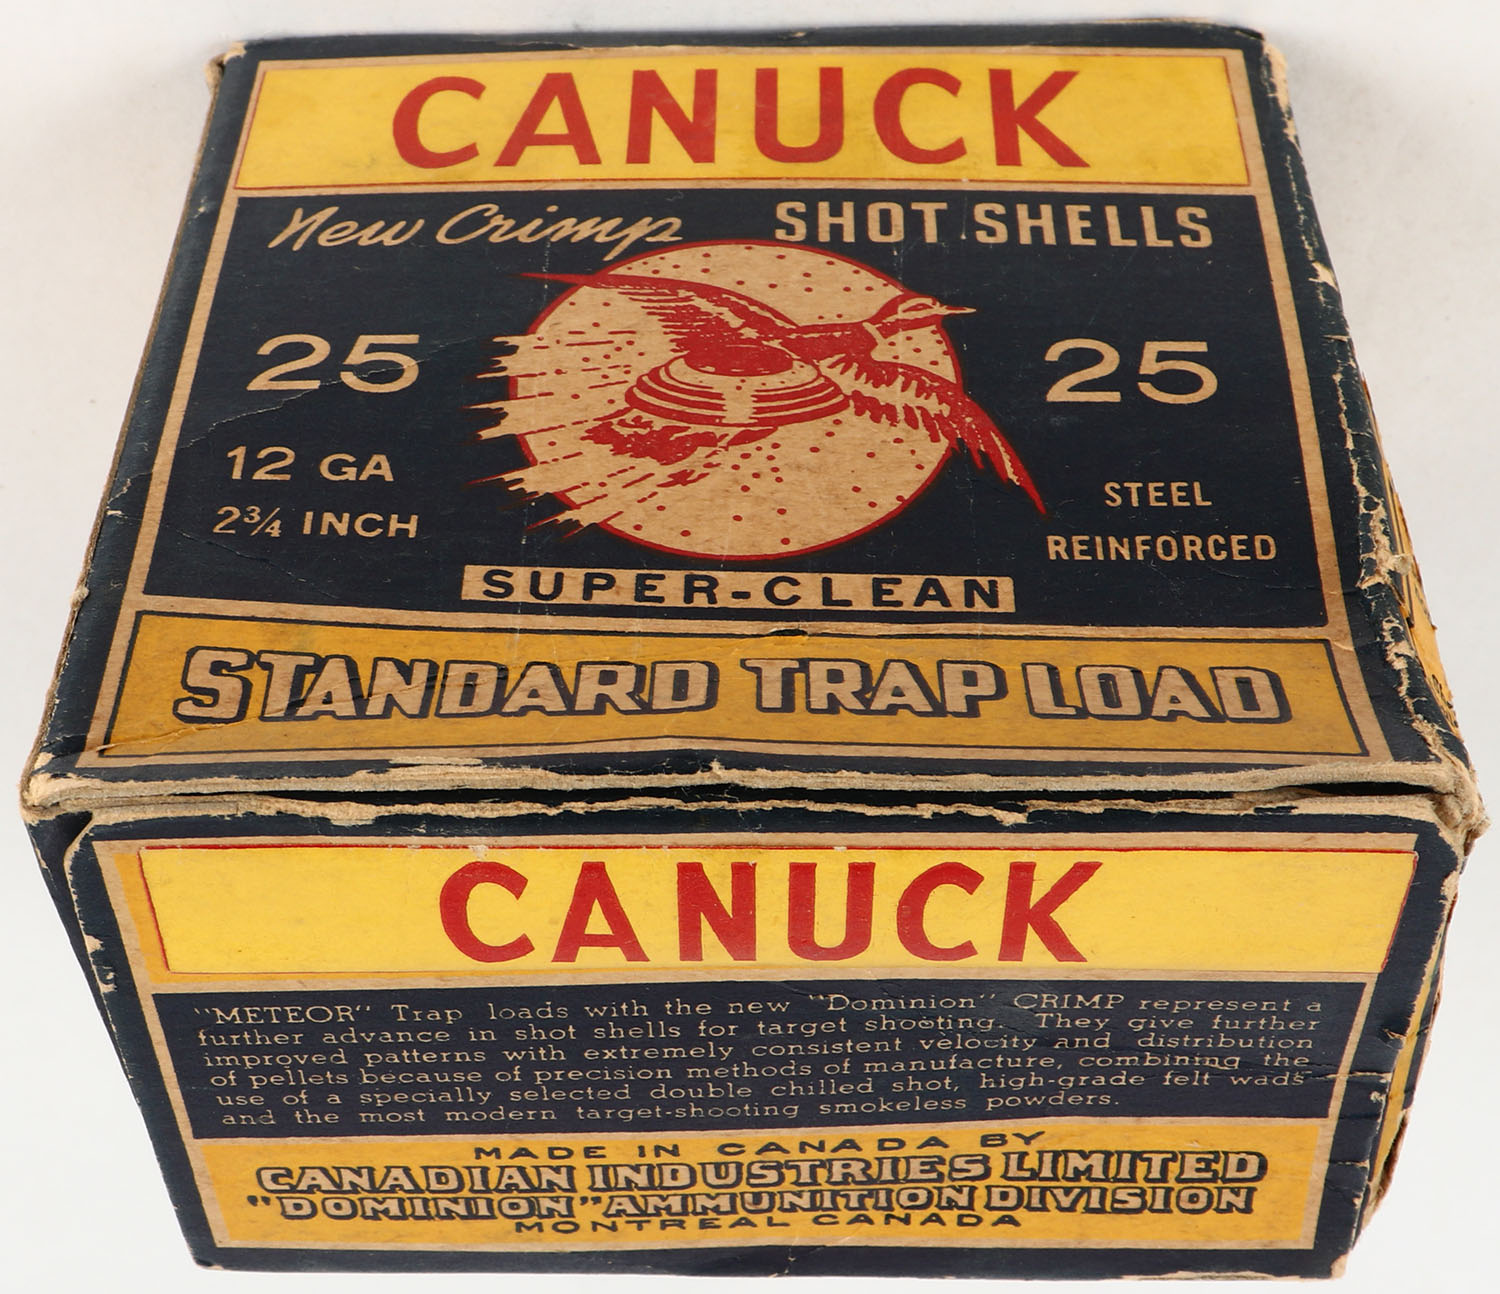 CANUCK
New Crimp SHOT SHELLS
25 25
12 GA
2¾ INCH
STEEL
REINFORCED
SUPER-CLEAN
STANDARD TRAP LOAD
CANUCK
"METEOR" Trap loads with the new "Dominion" CRIMP represent a
further advance in shot shells for target shooting. They give further
improved patterns with extremely consistent velocity and distribution
of pellets because of precision methods of manufacture, combining the
use of a specially selected double chilled shot, high-grade felt wads
and the most modern target-shooting smokeless powders.
MADE IN CANADA BY
CANADIAN INDUSTRIES LIMITED
"DOMINION" AMMUNITION DIVISION
MONTREAL CANADA